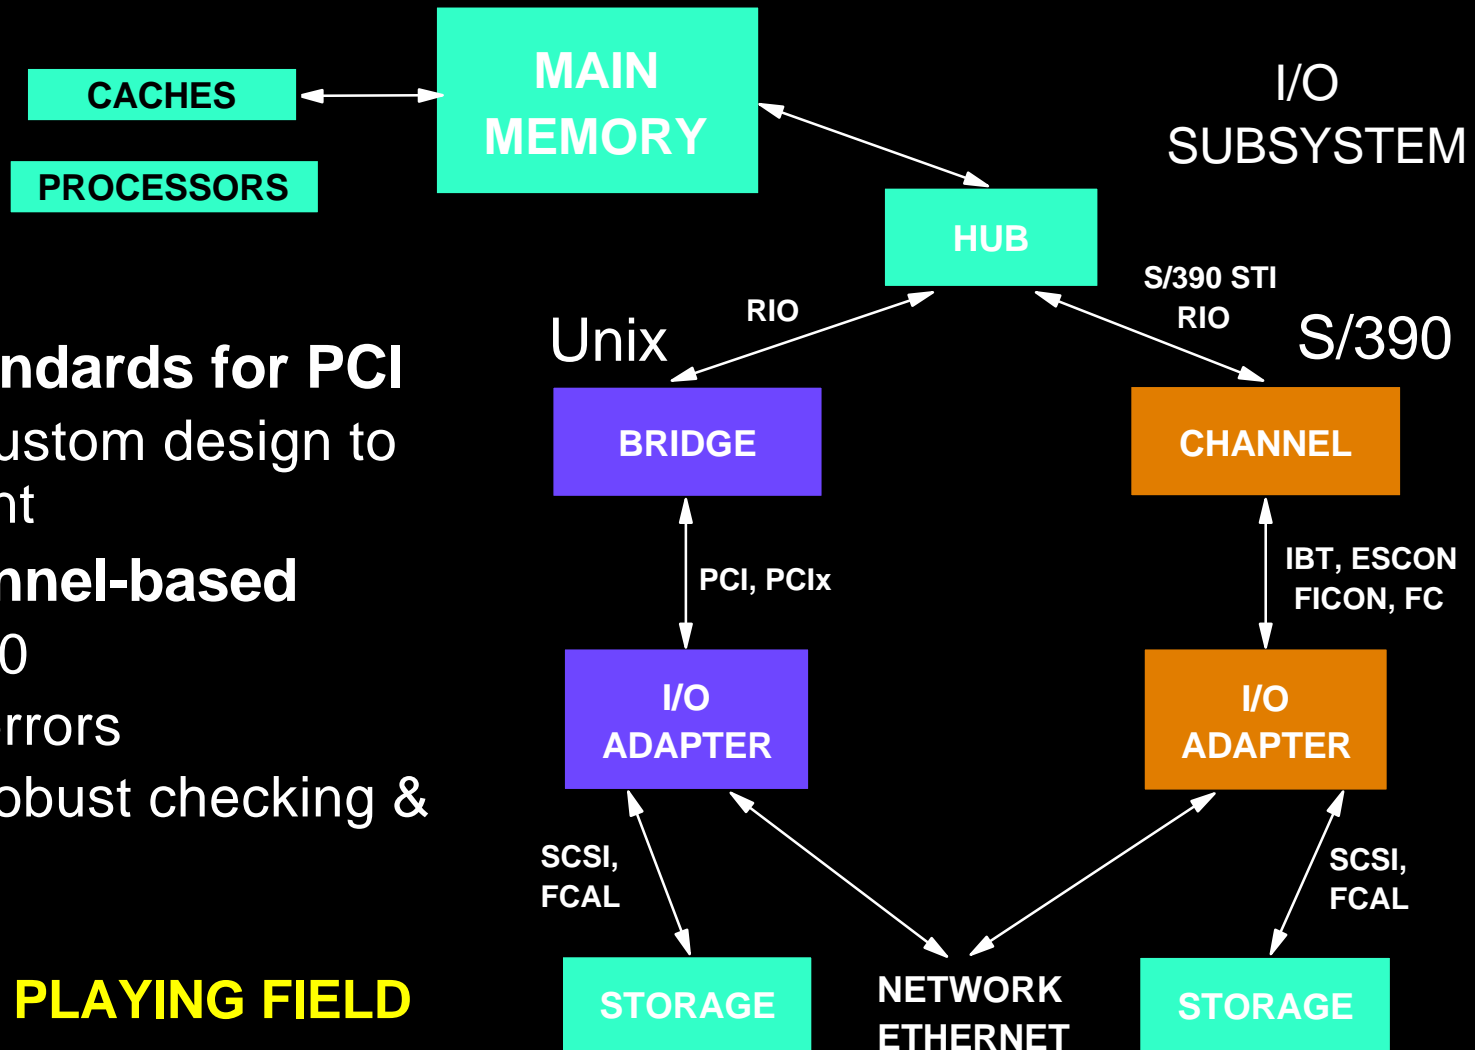 MAIN
MEMORY
CACHES
PROCESSORS
I/O
SUBSYSTEM
HUB
S/390 STI
RIO
RIO
Unix
S/390
ndards for PCI
ustom design to
nt
nnel-based
0
rrors
obust checking &
PLAYING FIELD
BRIDGE
CHANNEL
PCI, PCIx
IBT, ESCON
FICON, FC
I/O
ADAPTER
I/O
ADAPTER
SCSI,
FCAL
SCSI,
FCAL
STORAGE
NETWORK
ETHERNET
STORAGE